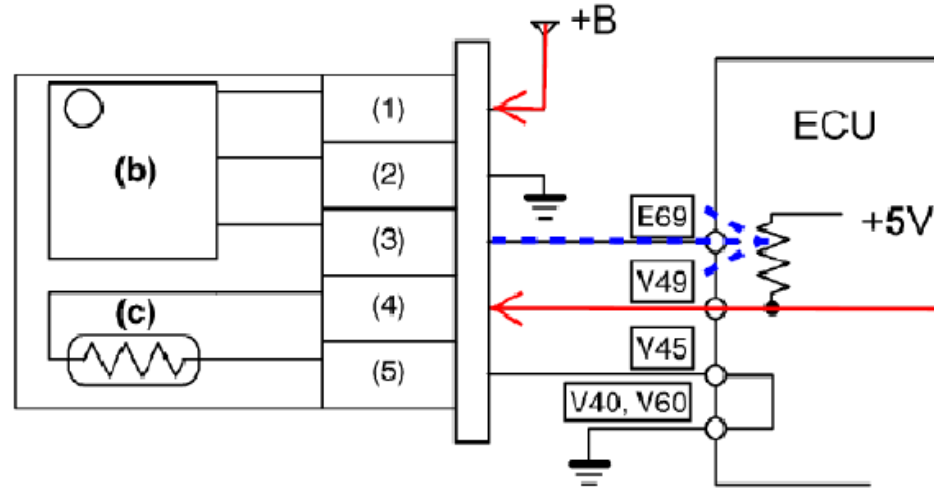 +B
ECU
(1)
(b)
(2)
E69
+5V
(3)
V49
(c)
(4)
V45
(5)
V40, V60